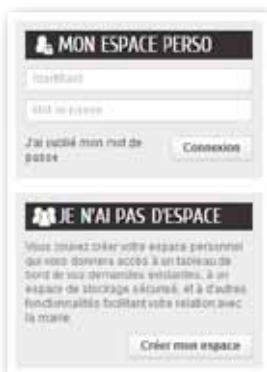 MON ESPACE PERSO
Identifiant
Mot de passe
J'ai oublié mon mot de
passe
Connexion
JE N'AI PAS D'ESPACE
Vous pouvez créer votre espace personnel
qui vous donnera accès à un tableau de
bord de vos demandes existantes, à un
espace de stockage sécurisé, et à d'autres
fonctionnalités facilitant votre relation avec
la mairie.
Créer mon espace